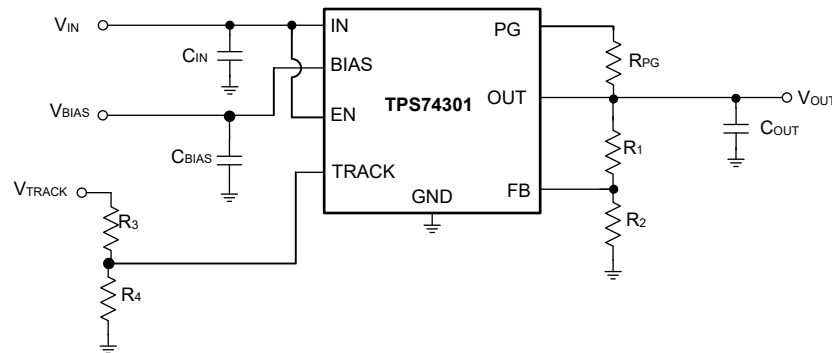 VIN
CIN
IN
PG
RPG
BIAS
TPS74301
OUT
VOUT
VBIAS
EN
COUT
CBIAS
R1
TRACK
FB
VTRACK
GND
R2
R3
R4